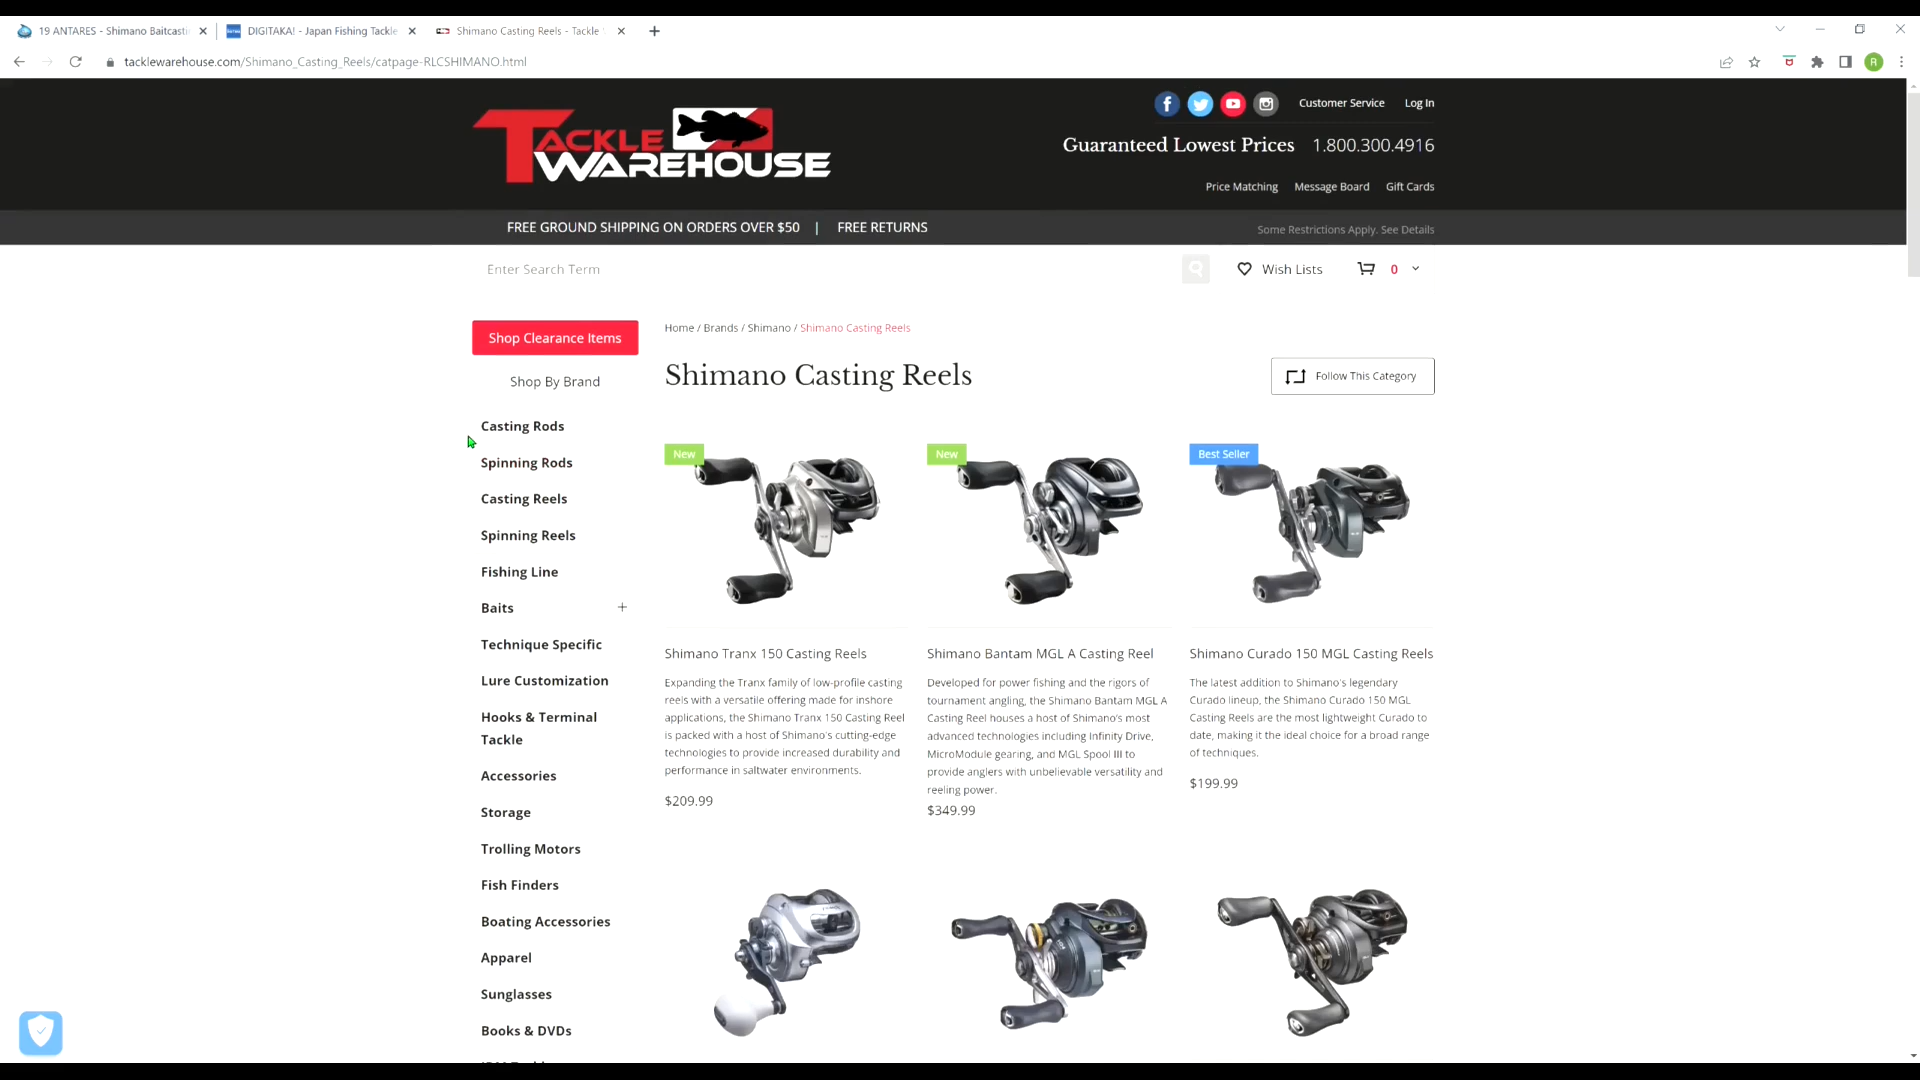 19 ANTARES - Shimano Baitcasti
DIGITAKA! - Japan Fishing Tackle
Shimano Casting Reels - Tackle
tacklewarehouse.com/Shimano_Casting_Reels/catpage-RLCSHIMANO.html
R
TACKLE
WAREHOUSE
Customer Service
Log In
Guaranteed Lowest Prices
1.800.300.4916
Price Matching
Message Board
Gift Cards
FREE GROUND SHIPPING ON ORDERS OVER $50 | FREE RETURNS
Some Restrictions Apply. See Details
Enter Search Term
Wish Lists
0
Shop Clearance Items
Shop By Brand
Casting Rods
Spinning Rods
Casting Reels
Spinning Reels
Fishing Line
Baits
Technique Specific
Lure Customization
Hooks & Terminal
Tackle
Accessories
Storage
Trolling Motors
Fish Finders
Boating Accessories
Apparel
Sunglasses
Books & DVDs
Home / Brands / Shimano / Shimano Casting Reels
Shimano Casting Reels
Follow This Category
New
Shimano Tranx 150 Casting Reels
Expanding the Tranx family of low-profile casting
reels with a versatile offering made for inshore
applications, the Shimano Tranx 150 Casting Reel
is packed with a host of Shimano's cutting-edge
technologies to provide increased durability and
performance in saltwater environments.
$209.99
New
Shimano Bantam MGL A Casting Reel
Developed for power fishing and the rigors of
tournament angling, the Shimano Bantam MGL A
Casting Reel houses a host of Shimano's most
advanced technologies including Infinity Drive,
MicroModule gearing, and MGL Spool III to
provide anglers with unbelievable versatility and
reeling power.
$349.99
Best Seller
Shimano Curado 150 MGL Casting Reels
The latest addition to Shimano's legendary
Curado lineup, the Shimano Curado 150 MGL
Casting Reels are the most lightweight Curado to
date, making it the ideal choice for a broad range
of techniques.
$199.99